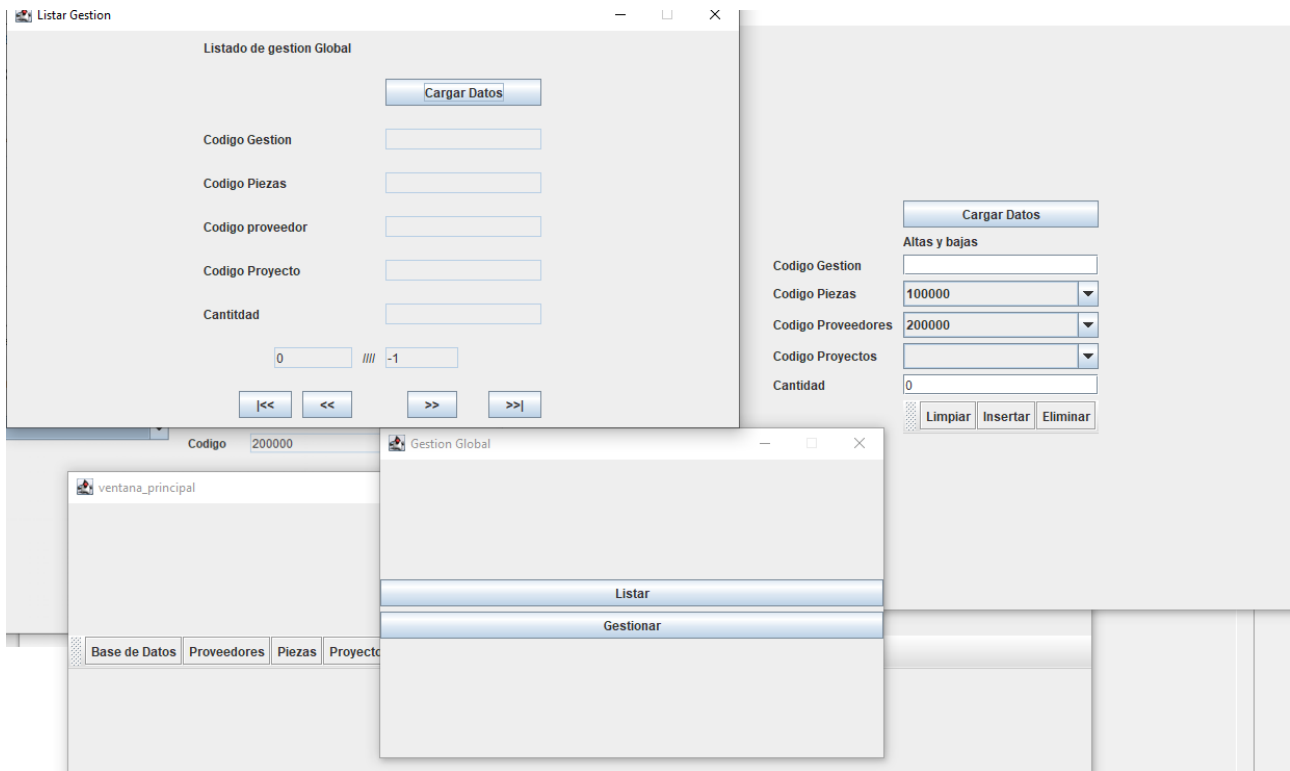 Listar Gestion
Listado de gestion Global
Cargar Datos
Codigo Gestion
Codigo Piezas
Codigo proveedor
Codigo Proyecto
Cantitdad
0 //// -1
|<< << >> >>|
Cargar Datos
Altas y bajas
Codigo Gestion
Codigo Piezas 100000
Codigo Proveedores 200000
Codigo Proyectos
Cantidad 0
Limpiar Insertar Eliminar
Codigo 200000
Gestion Global
Listar
Gestionar
ventana_principal
Base de Datos Proveedores Piezas Proyecto